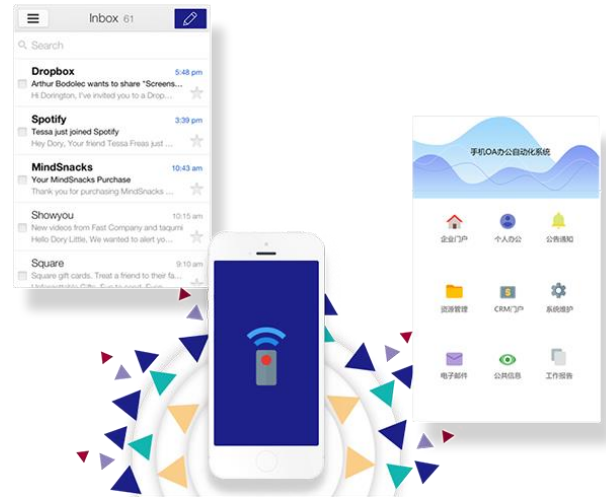 Inbox 61
Search
Dropbox 5:48 pm
Arthur Bodolec wants to share "Screens...
Hi Dorington, I've invited you to a Drop...
Spotify 3:39 pm
Tessa just joined Spotify
Hey Dory, Your friend Tessa Freas just ...
MindSnacks 10:43 am
Your MindSnacks Purchase
Thank you for purchasing MindSnacks ...
Showyou 10:15 am
New videos from Fast Company and taqumi
Hello Dory Little, We wanted to alert yo...
Square 9:10 am
Square gift cards. Treat a friend to their fa...
手机OA办公自动化系统
企业门户 个人办公 公告通知
资源管理 CRM门户 系统维护
电子邮件 公共信息 工作报告